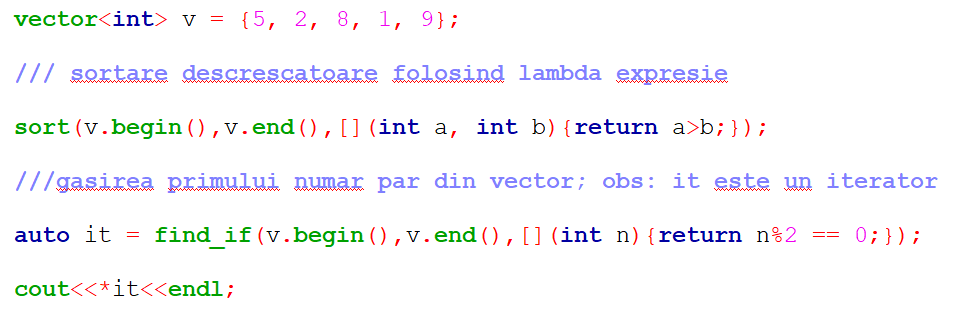 vector<int> v = {5, 2, 8, 1, 9};
/// sortare descrescatoare folosind lambda expresie
sort(v.begin(),v.end(),[](int a, int b){return a>b;});
///gasirea primului numar par din vector; obs: it este un iterator
auto it = find_if(v.begin(),v.end(),[](int n){return n%2 == 0;});
cout<<*it<<endl;